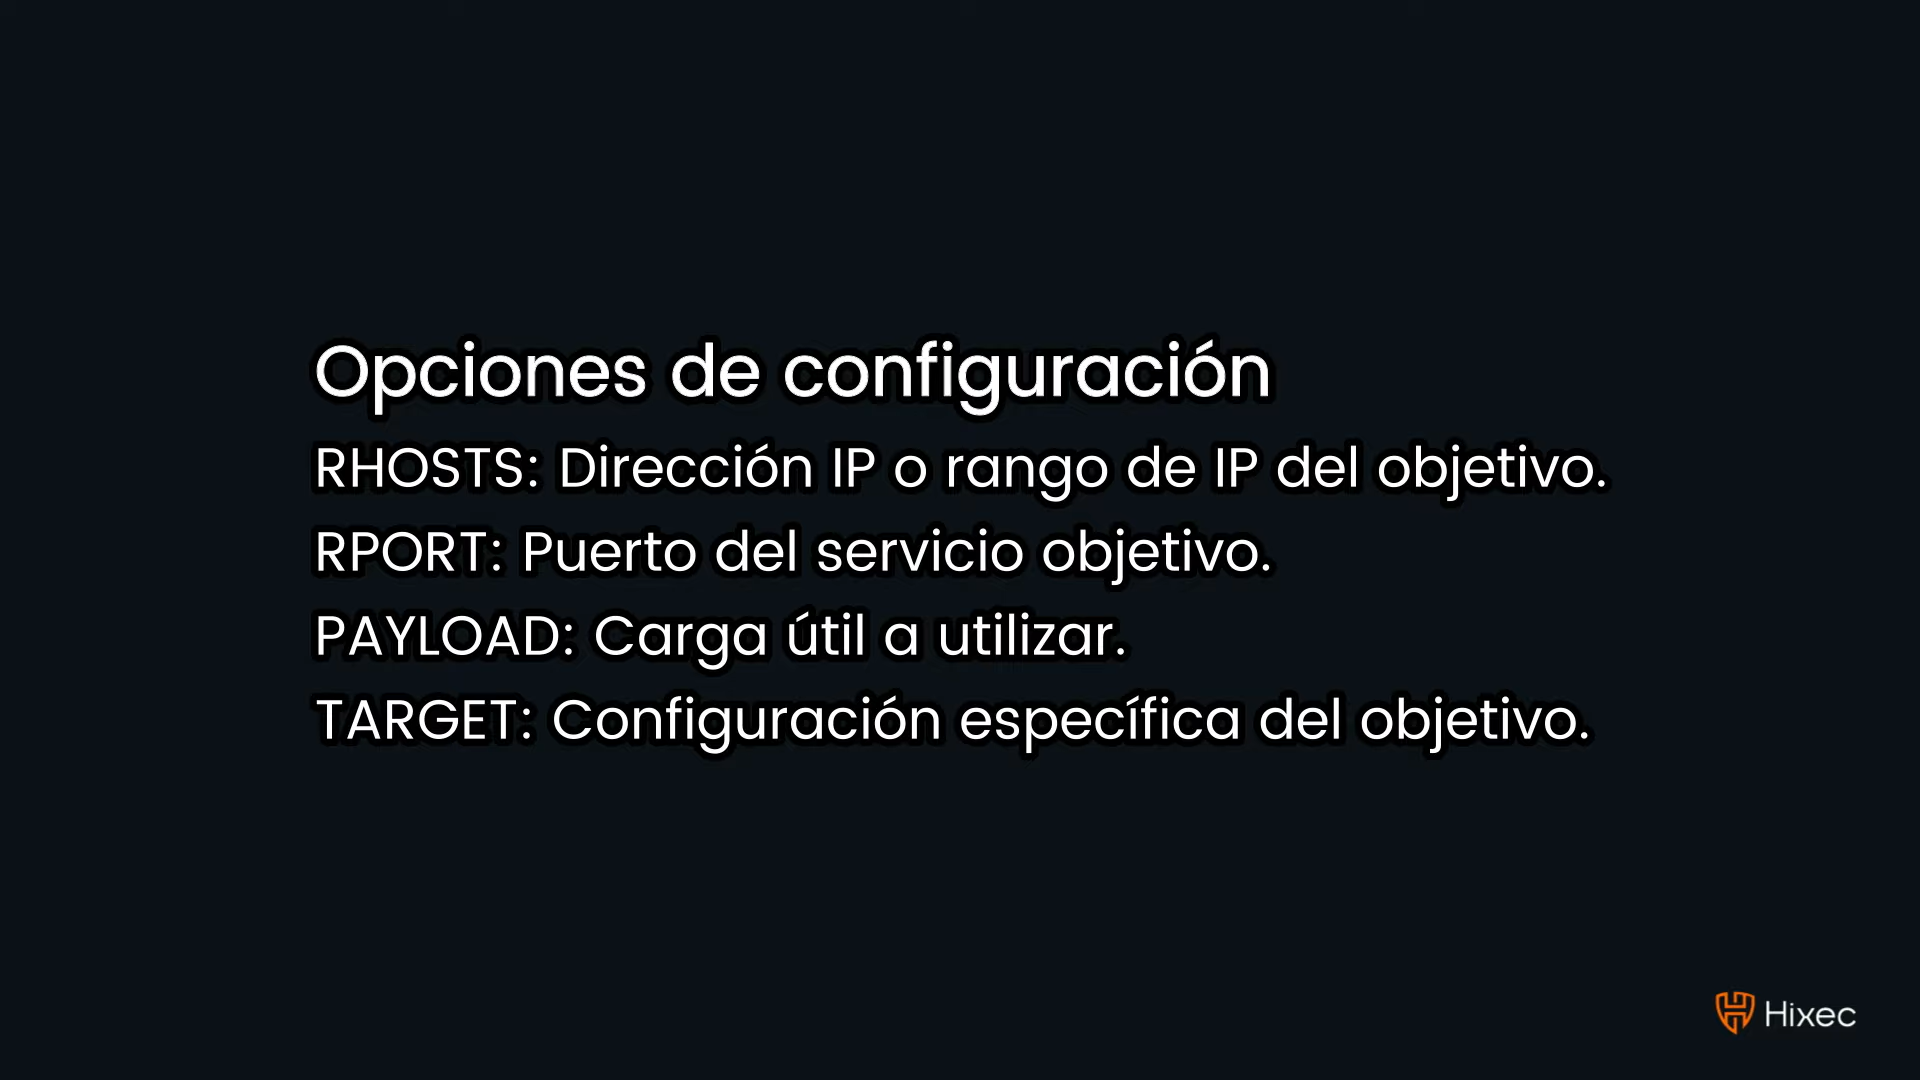 Opciones de configuración
RHOSTS: Dirección IP o rango de IP del objetivo.
RPORT: Puerto del servicio objetivo.
PAYLOAD: Carga útil a utilizar.
TARGET: Configuración específica del objetivo.
Hixec